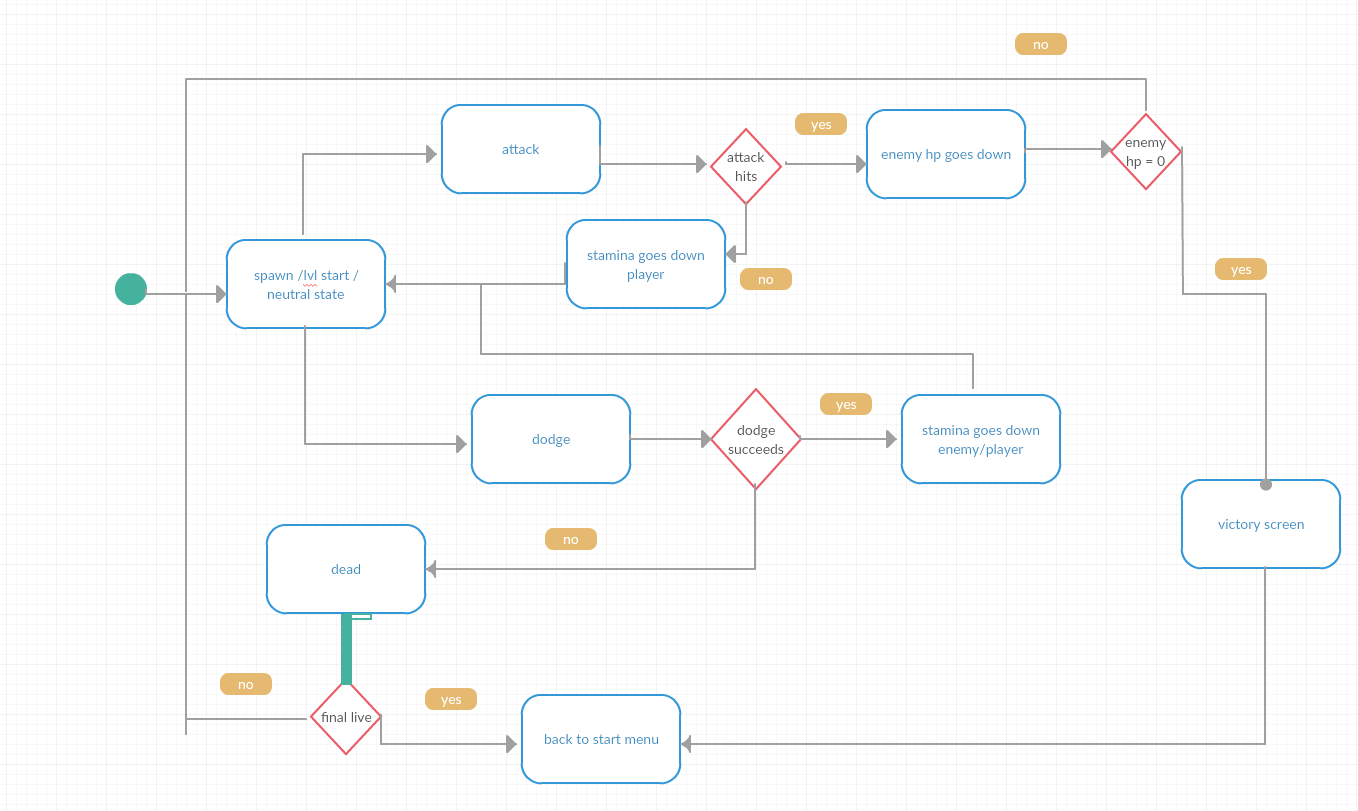 no
attack
attack
hits
yes
enemy hp goes down
enemy
hp = 0
spawn /lvl start /
neutral state
stamina goes down
player
no
yes
dodge
dodge
succeeds
yes
stamina goes down
enemy/player
victory screen
no
dead
no
final live
yes
back to start menu